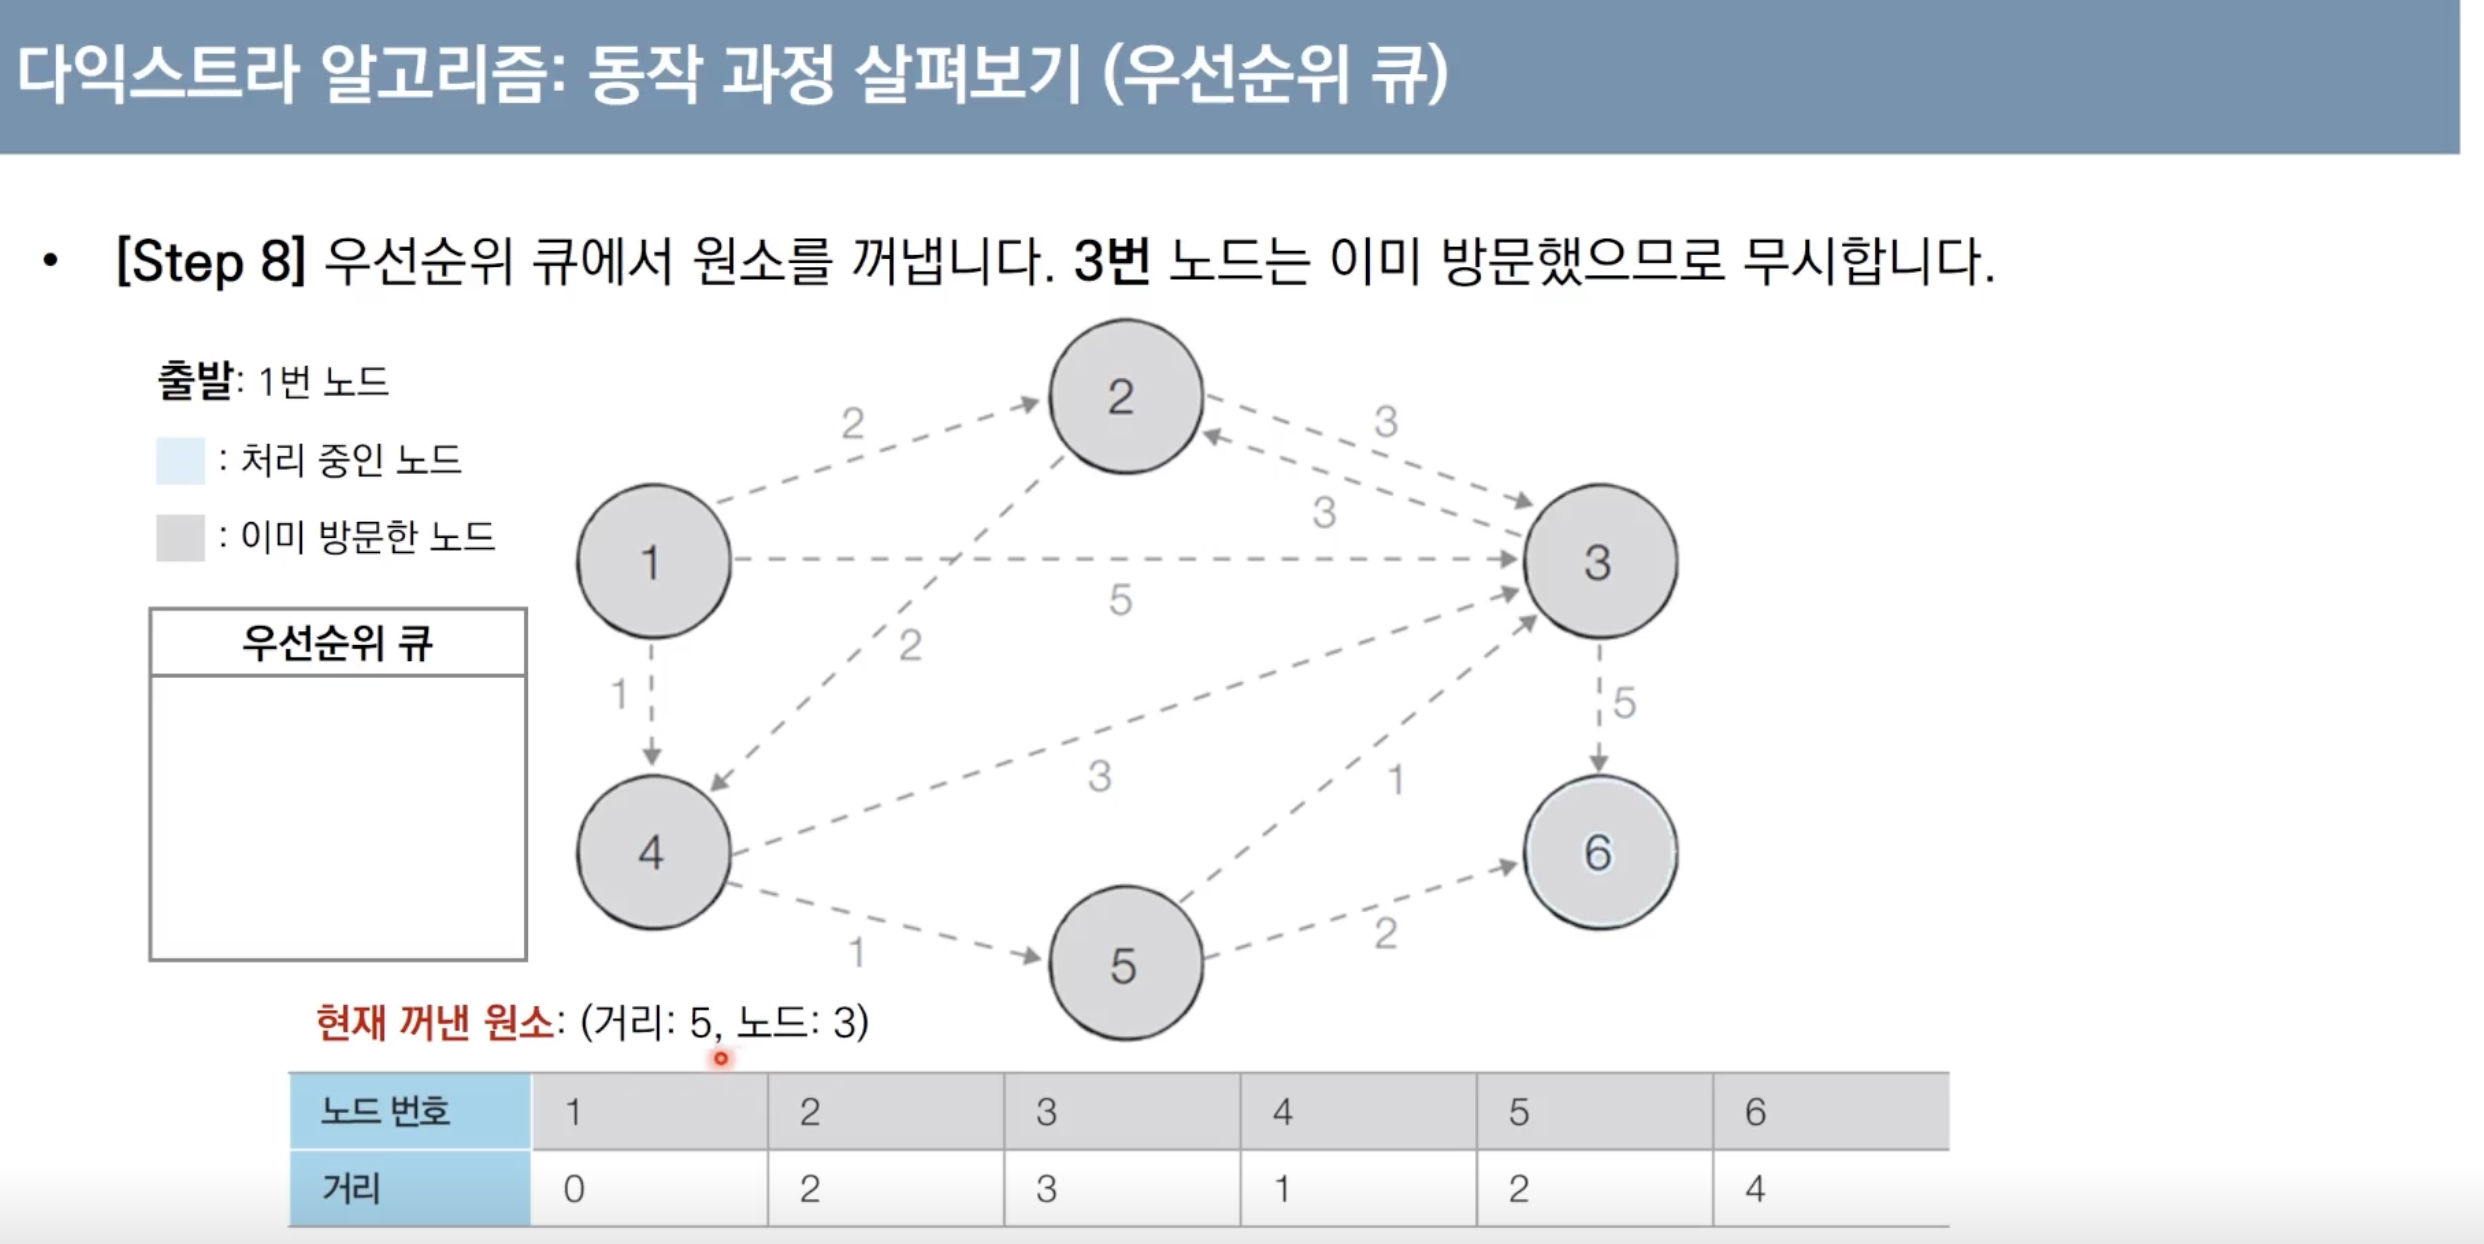 다익스트라 알고리즘: 동작 과정 살펴보기 (우선순위 큐)
• [Step 8] 우선순위 큐에서 원소를 꺼냅니다. 3번 노드는 이미 방문했으므로 무시합니다.
출발: 1번 노드
: 처리 중인 노드
: 이미 방문한 노드
우선순위 큐
2
2
3
3
1
3
5
2
1
5
4
3
1
6
1
5
2
현재 꺼낸 원소: (거리: 5, 노드: 3)
노드 번호 1 2 3 4 5 6
거리 0 2 3 1 2 4